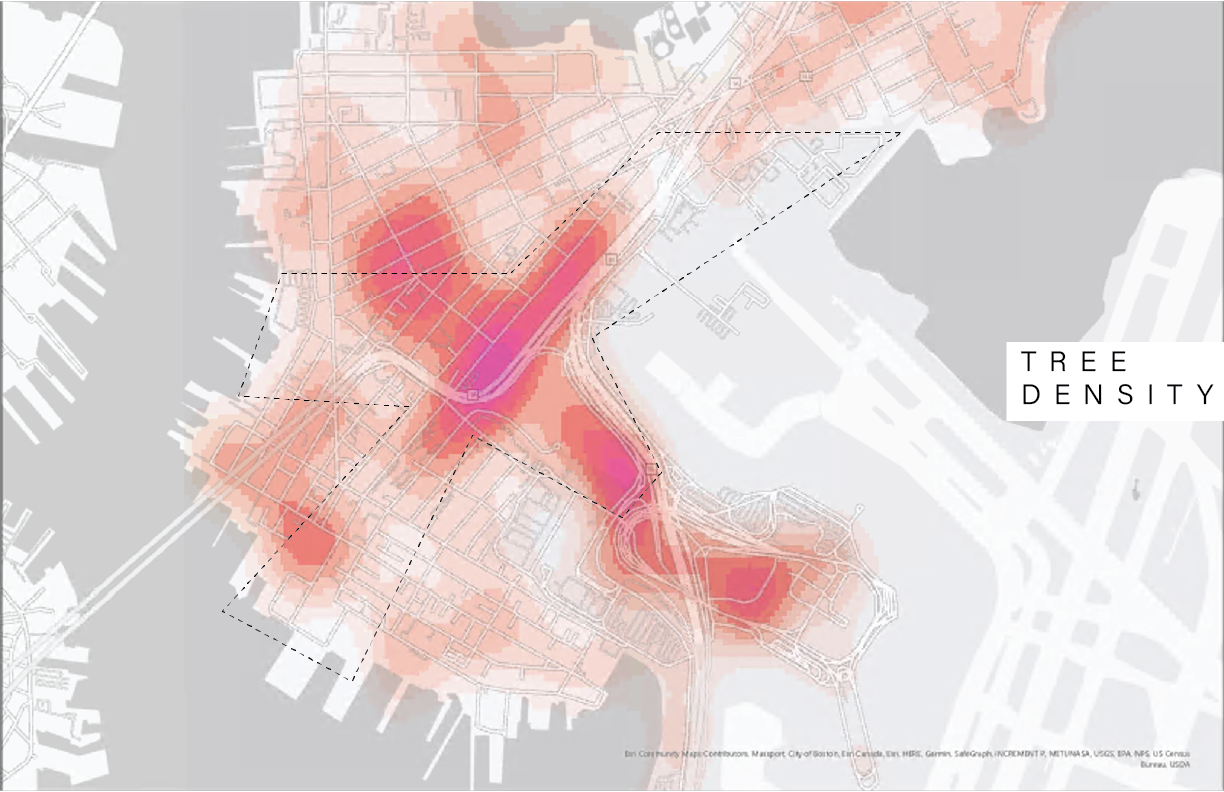 TREE
DENSITY
Esri Community Maps Contributors, Massport, City of Boston, Esri Canada, Esri, HERE, Garmin, SafeGraph, INCREMENT P, METI/NASA, USGS, EPA, NPS, US Census
Bureau, USDA